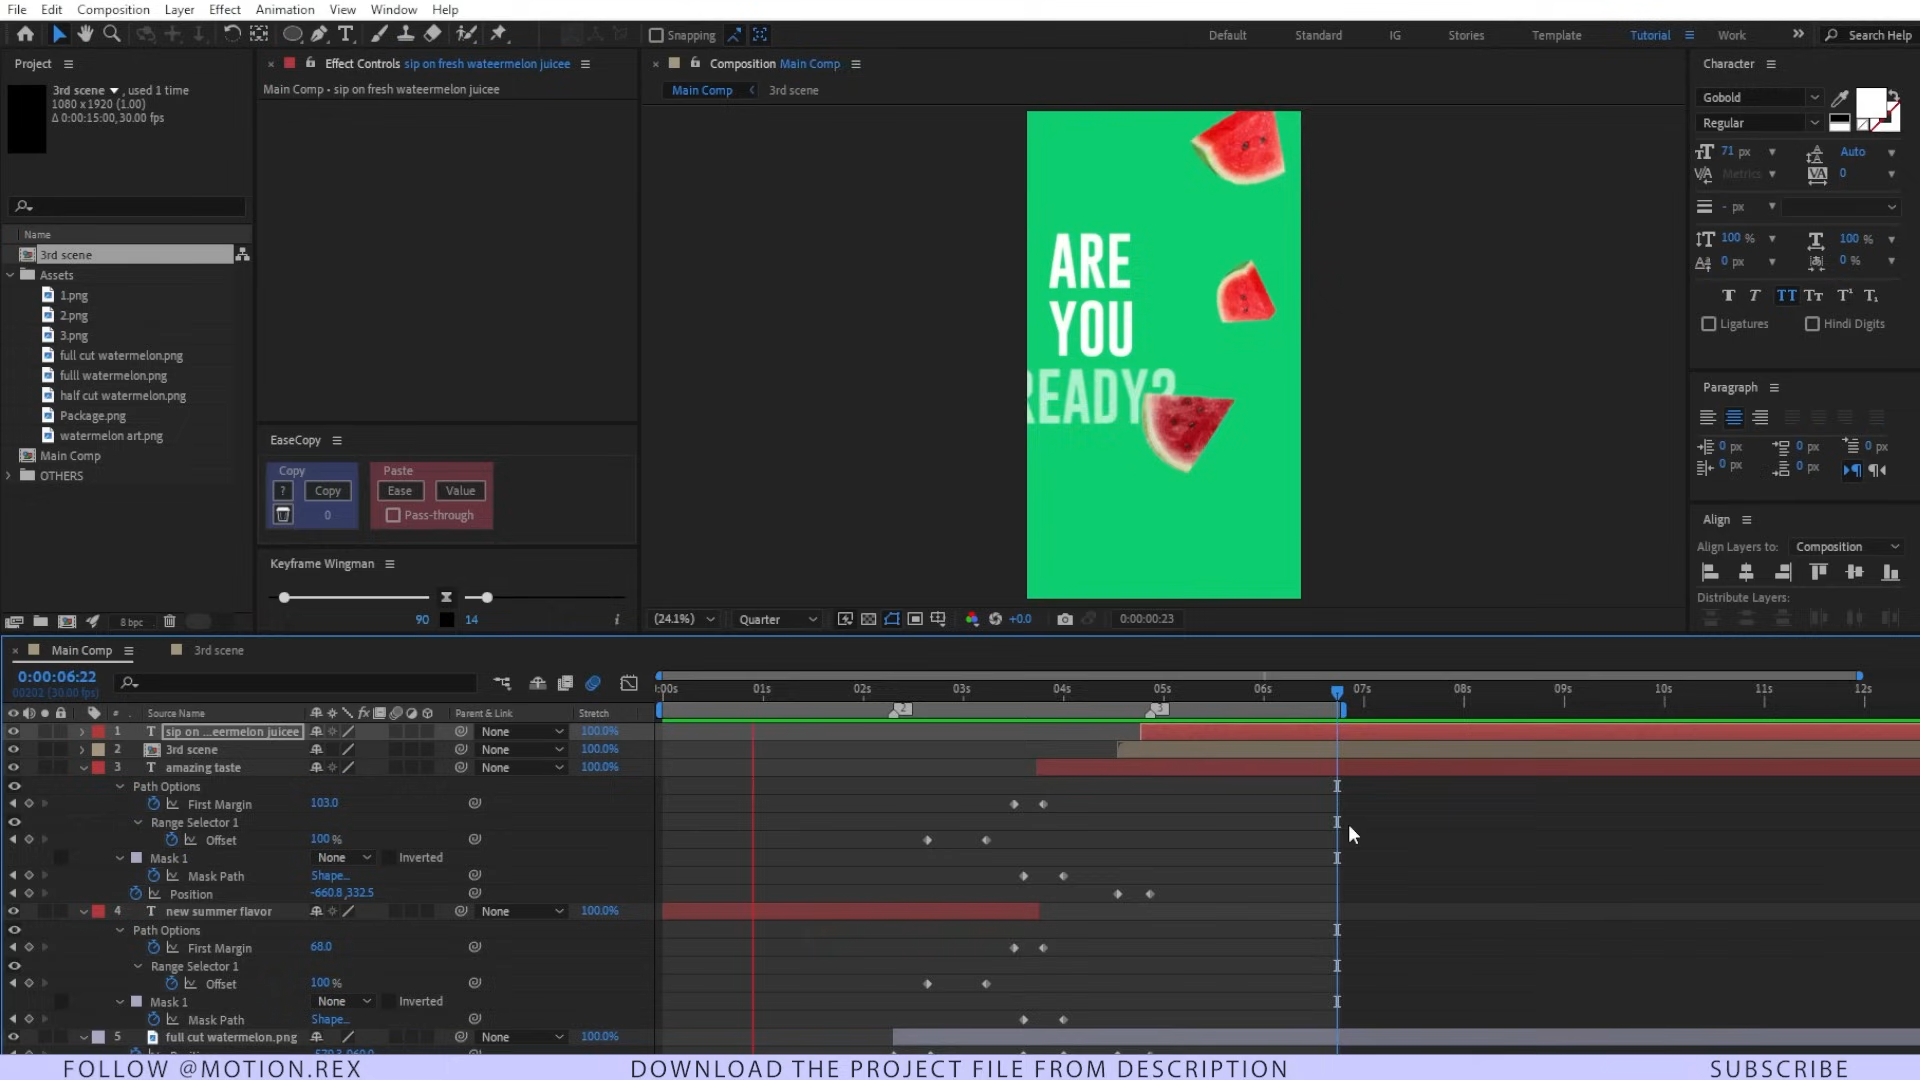 File Edit Composition Layer Effect Animation View Window Help
Snapping Default Standard IG Stories Template Tutorial Work Search Help
Project
3rd scene , used 1 time
1080 x 1920 (1.00)
Δ 0:00:15:00, 30.00 fps
Name
3rd scene
Assets
1.png
2.png
3.png
full cut watermelon.png
fulll watermelon.png
half cut watermelon.png
Package.png
watermelon art.png
Main Comp
OTHERS
8 bpc
Effect Controls sip on fresh wateermelon juicee
Main Comp • sip on fresh wateermelon juicee
EaseCopy
Copy
? Copy
0
Paste
Ease Value
Pass-through
Keyframe Wingman
90 14
Composition Main Comp
Main Comp 3rd scene
ARE
YOU
READY?
(24.1%) Quarter +0.0 0:00:00:23
Character
Gobold
Regular
71 px Auto
Metrics 0
- px
100 % 100 %
0 px 0 %
Ligatures Hindi Digits
Paragraph
0 px 0 px 0 px
0 px 0 px
Align
Align Layers to: Composition
Distribute Layers:
Main Comp 3rd scene
0:00:06:22
00202 (30.00 fps)
:00s 01s 02s 03s 04s 05s 06s 07s 08s 09s 10s 11s 12s
2 3
# Source Name Parent & Link Stretch
1 T sip on ...eermelon juicee None 100.0%
2 3rd scene None 100.0%
3 T amazing taste None 100.0%
Path Options
First Margin 103.0
Range Selector 1
Offset 100 %
Mask 1 None Inverted
Mask Path Shape...
Position -660.8,332.5
4 T new summer flavor None 100.0%
Path Options
First Margin 68.0
Range Selector 1
Offset 100 %
Mask 1 None Inverted
Mask Path Shape...
5 full cut watermelon.png None 100.0%
FOLLOW @MOTION.REX DOWNLOAD THE PROJECT FILE FROM DESCRIPTION SUBSCRIBE